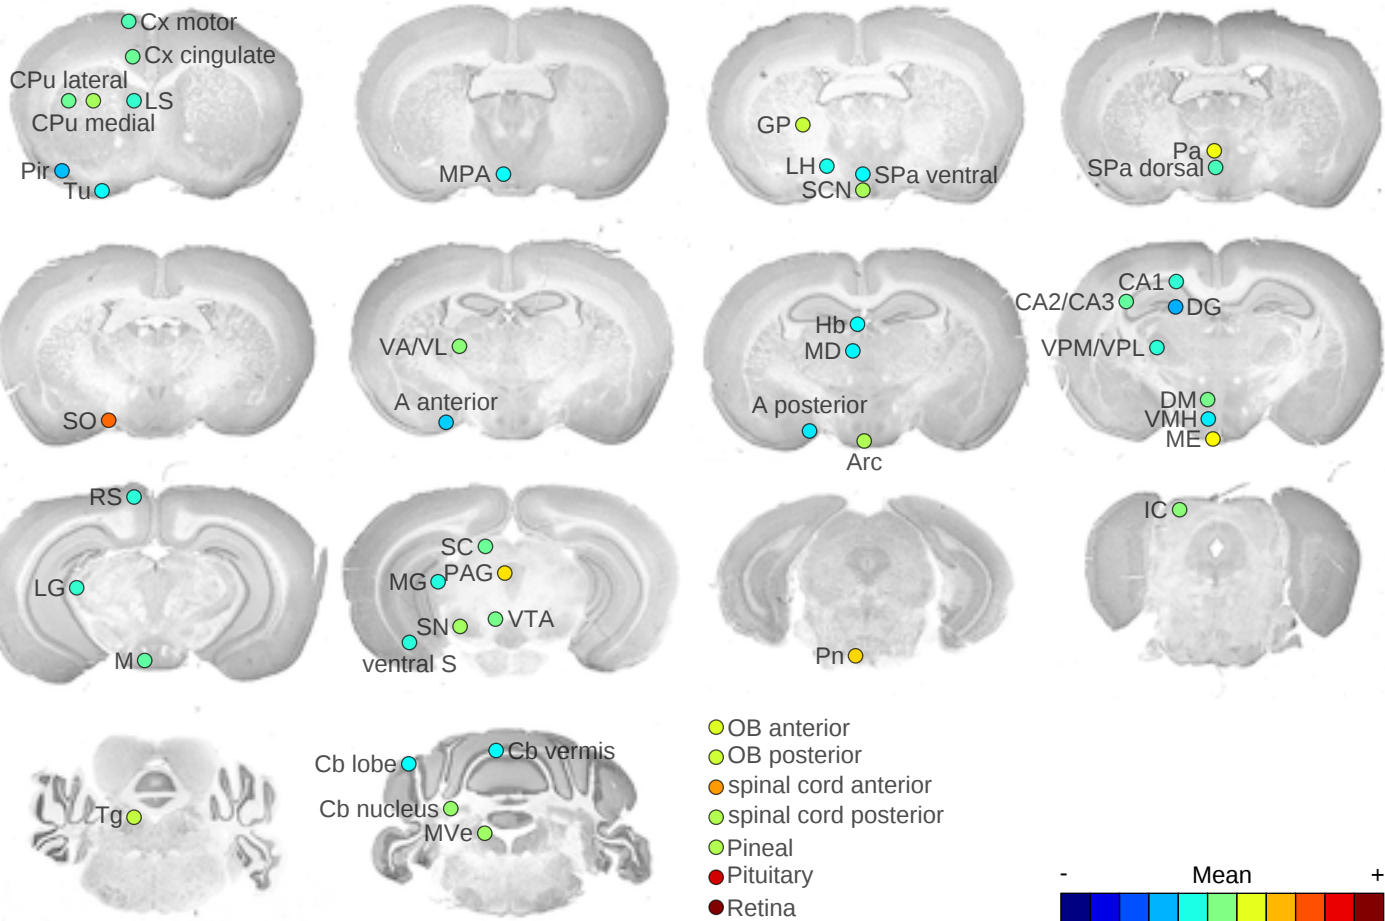 Cx motor
Cx cingulate
CPu lateral
LS
CPu medial
Pir
Tu
MPA
GP
LH
SPa ventral
SCN
Pa
SPa dorsal
SO
VA/VL
A anterior
Hb
MD
A posterior
Arc
CA1
CA2/CA3
DG
VPM/VPL
DM
VMH
ME
RS
LG
M
SC
PAG
MG
VTA
SN
ventral S
Pn
IC
Tg
Cb vermis
Cb lobe
Cb nucleus
MVe
OB anterior
OB posterior
spinal cord anterior
spinal cord posterior
Pineal
Pituitary
Retina
- Mean +